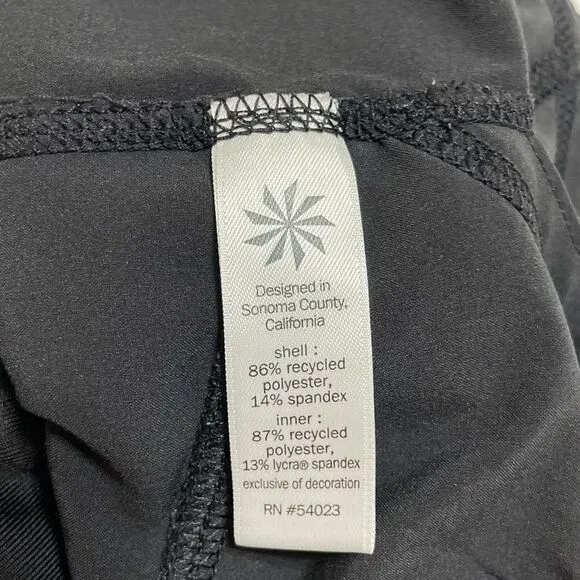 Designed in
Sonoma County,
California
shell :
86% recycled
polyester,
14% spandex
inner :
87% recycled
polyester,
13% lycra® spandex
exclusive of decoration
RN #54023